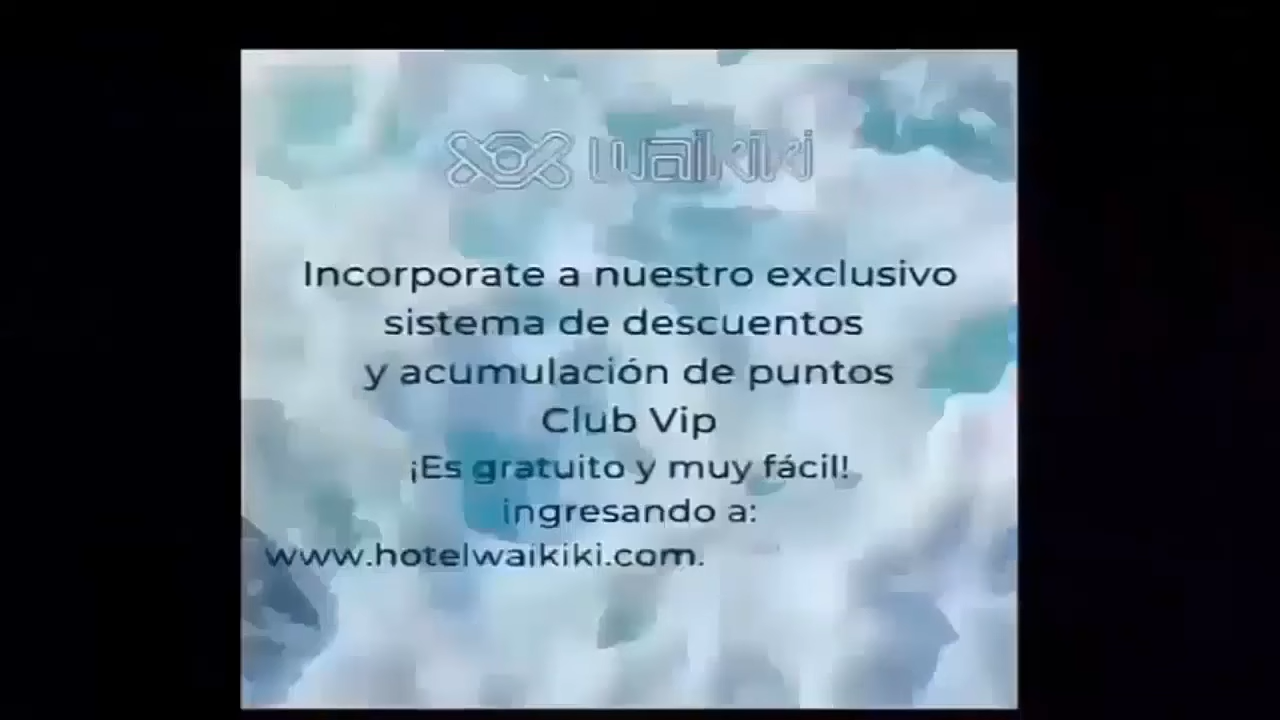 waikiki
Incorporate a nuestro exclusivo
sistema de descuentos
y acumulación de puntos
Club Vip
¡Es gratuito y muy fácil!
ingresando a:
www.hotelwaikiki.com.